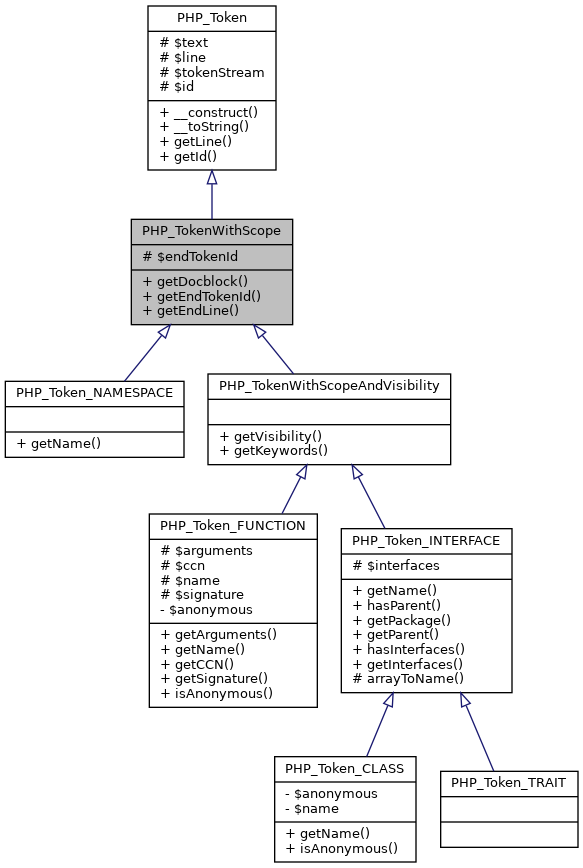 PHP_Token
# $text
# $line
# $tokenStream
# $id
+ __construct()
+ __toString()
+ getLine()
+ getId()
PHP_TokenWithScope
# $endTokenId
+ getDocblock()
+ getEndTokenId()
+ getEndLine()
PHP_Token_NAMESPACE
+ getName()
PHP_TokenWithScopeAndVisibility
+ getVisibility()
+ getKeywords()
PHP_Token_FUNCTION
# $arguments
# $ccn
# $name
# $signature
- $anonymous
+ getArguments()
+ getName()
+ getCCN()
+ getSignature()
+ isAnonymous()
PHP_Token_INTERFACE
# $interfaces
+ getName()
+ hasParent()
+ getPackage()
+ getParent()
+ hasInterfaces()
+ getInterfaces()
# arrayToName()
PHP_Token_CLASS
- $anonymous
- $name
+ getName()
+ isAnonymous()
PHP_Token_TRAIT